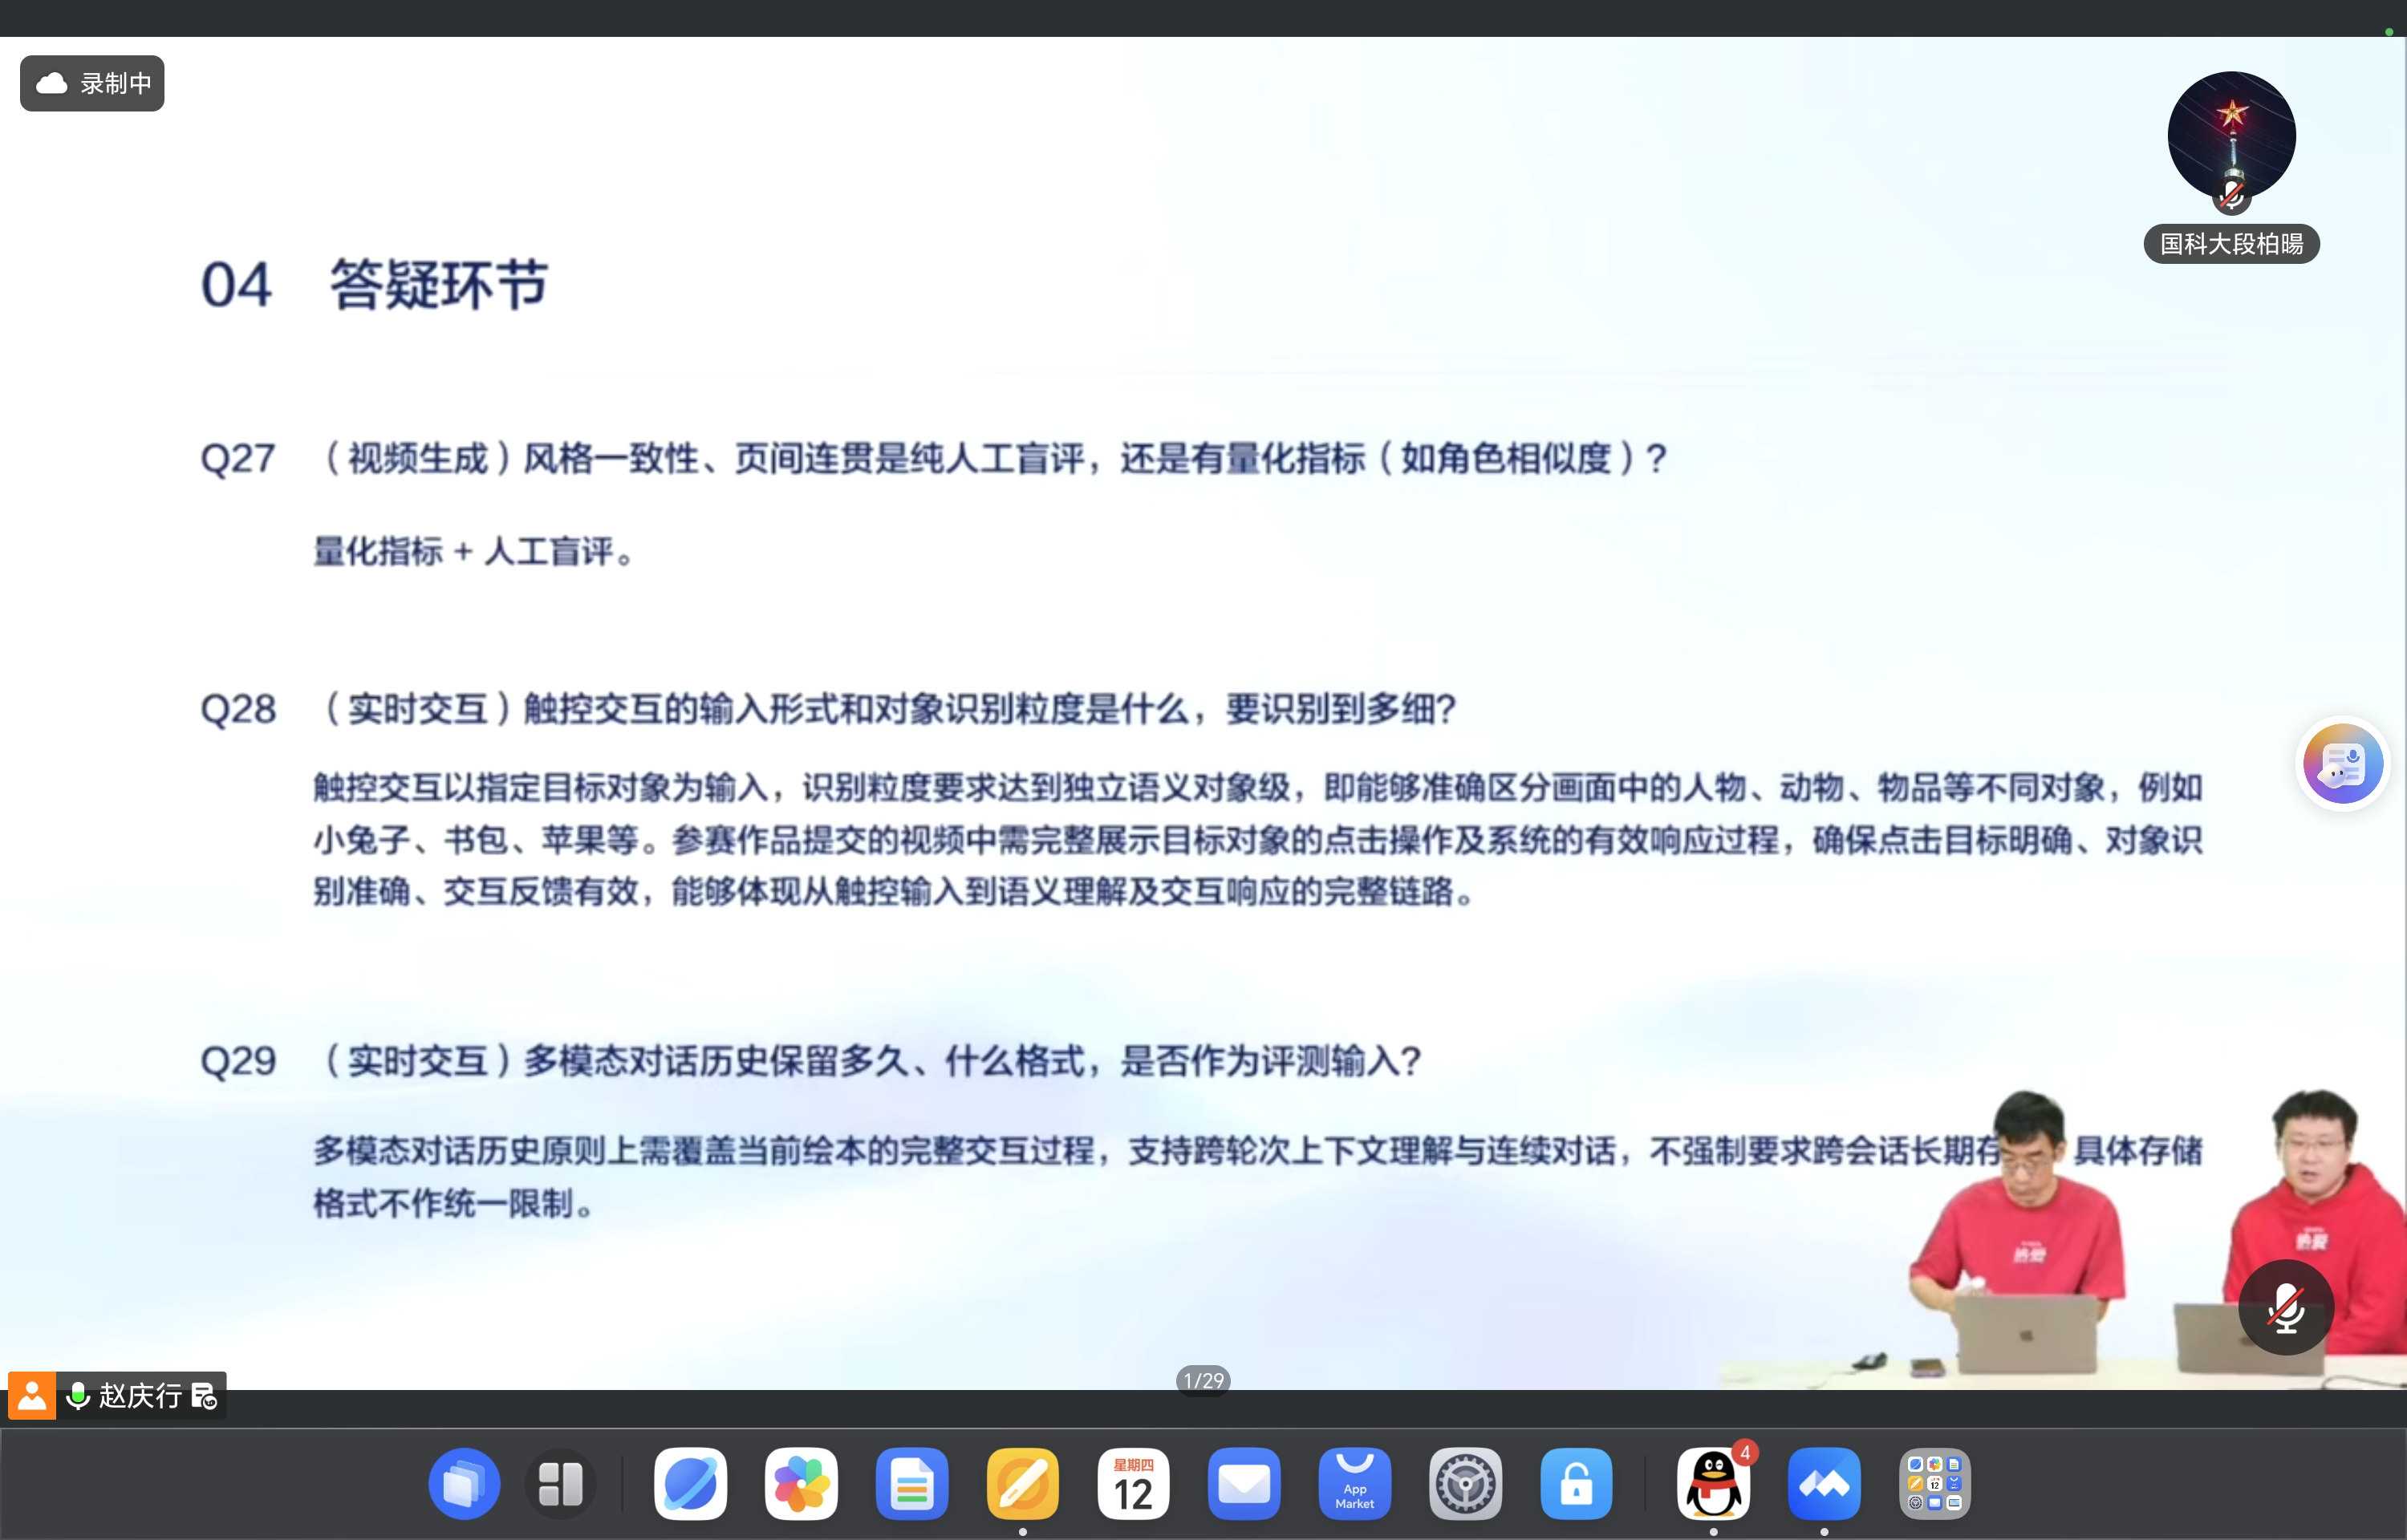 录制中
国科大段柏暘
04 答疑环节
Q27 （视频生成）风格一致性、页间连贯是纯人工盲评，还是有量化指标（如角色相似度）?
量化指标 + 人工盲评。
Q28 （实时交互）触控交互的输入形式和对象识别粒度是什么，要识别到多细?
触控交互以指定目标对象为输入，识别粒度要求达到独立语义对象级，即能够准确区分画面中的人物、动物、物品等不同对象，例如
小兔子、书包、苹果等。参赛作品提交的视频中需完整展示目标对象的点击操作及系统的有效响应过程，确保点击目标明确、对象识
别准确、交互反馈有效，能够体现从触控输入到语义理解及交互响应的完整链路。
Q29 （实时交互）多模态对话历史保留多久、什么格式，是否作为评测输入?
多模态对话历史原则上需覆盖当前绘本的完整交互过程，支持跨轮次上下文理解与连续对话，不强制要求跨会话长期存 具体存储
格式不作统一限制。
热爱
热爱
1/29
赵庆行
星期四
12
App
Market
4
12